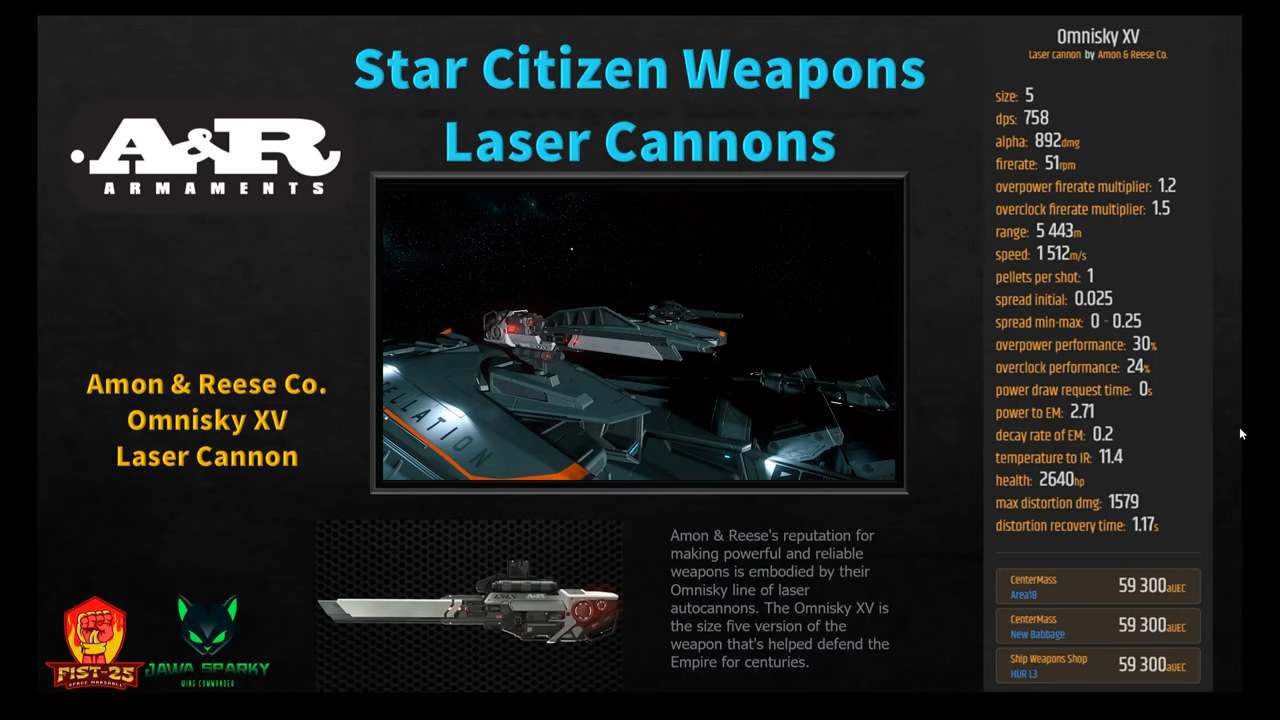 Star Citizen Weapons
Laser Cannons
.A&R
ARMAMENTS
Amon & Reese Co.
Omnisky XV
Laser Cannon
ELLATION
Amon & Reese's reputation for
making powerful and reliable
weapons is embodied by their
Omnisky line of laser
autocannons. The Omnisky XV is
the size five version of the
weapon that's helped defend the
Empire for centuries.
FIST-25
SPACE MARSHALL
JAWA SPARKY
WING COMMANDER
Omnisky XV
Laser cannon by Amon & Reese Co.
size: 5
dps: 758
alpha: 892dmg
firerate: 51rpm
overpower firerate multiplier: 1.2
overclock firerate multiplier: 1.5
range: 5 443m
speed: 1 512m/s
pellets per shot: 1
spread initial: 0.025
spread min-max: 0 - 0.25
overpower performance: 30%
overclock performance: 24%
power draw request time: 0s
power to EM: 2.71
decay rate of EM: 0.2
temperature to IR: 11.4
health: 2640hp
max distortion dmg: 1579
distortion recovery time: 1.17s
CenterMass
Area18
59 300aUEC
CenterMass
New Babbage
59 300aUEC
Ship Weapons Shop
HUR L3
59 300aUEC